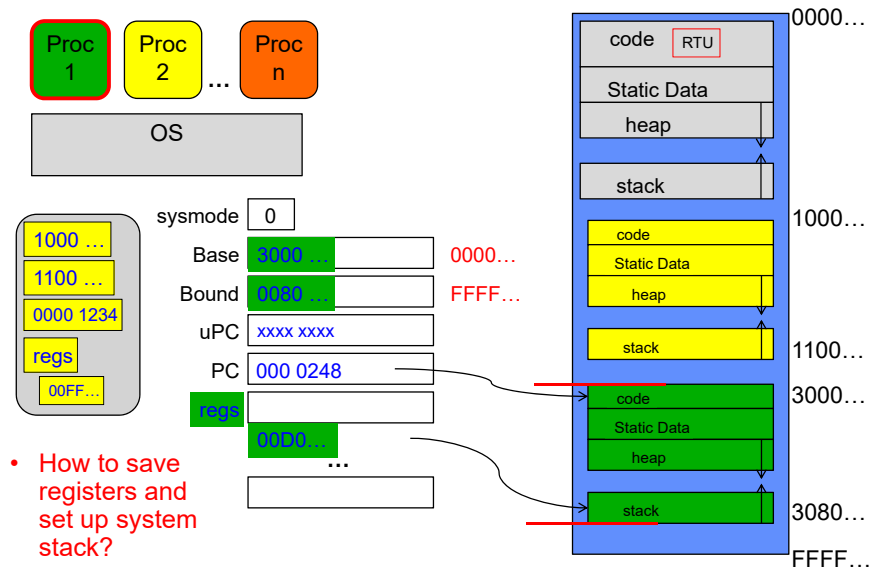 Proc
1
Proc
2
...
Proc
n
OS
1000 …
1100 …
0000 1234
regs
00FF…
• How to save
registers and
set up system
stack?
sysmode 0
Base 3000 … 0000…
Bound 0080 … FFFF…
uPC xxxx xxxx
PC 000 0248
regs
00D0…
…
0000…
code RTU
Static Data
heap
stack
1000…
code
Static Data
heap
stack
1100…
3000…
code
Static Data
heap
stack
3080…
FFFF…